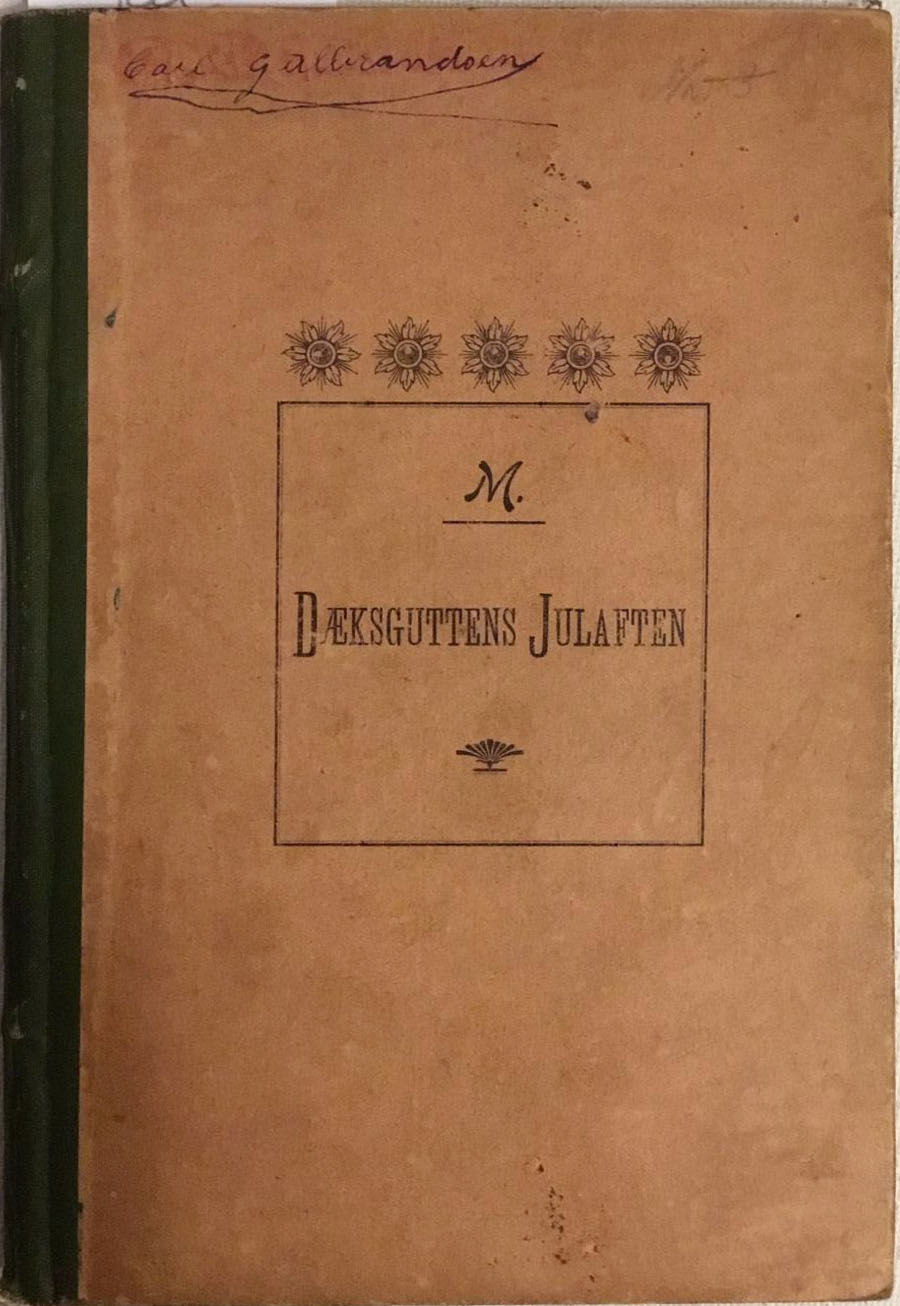 Carl Gulbrandsen
M.
DÆKSGUTTENS JULAFTEN